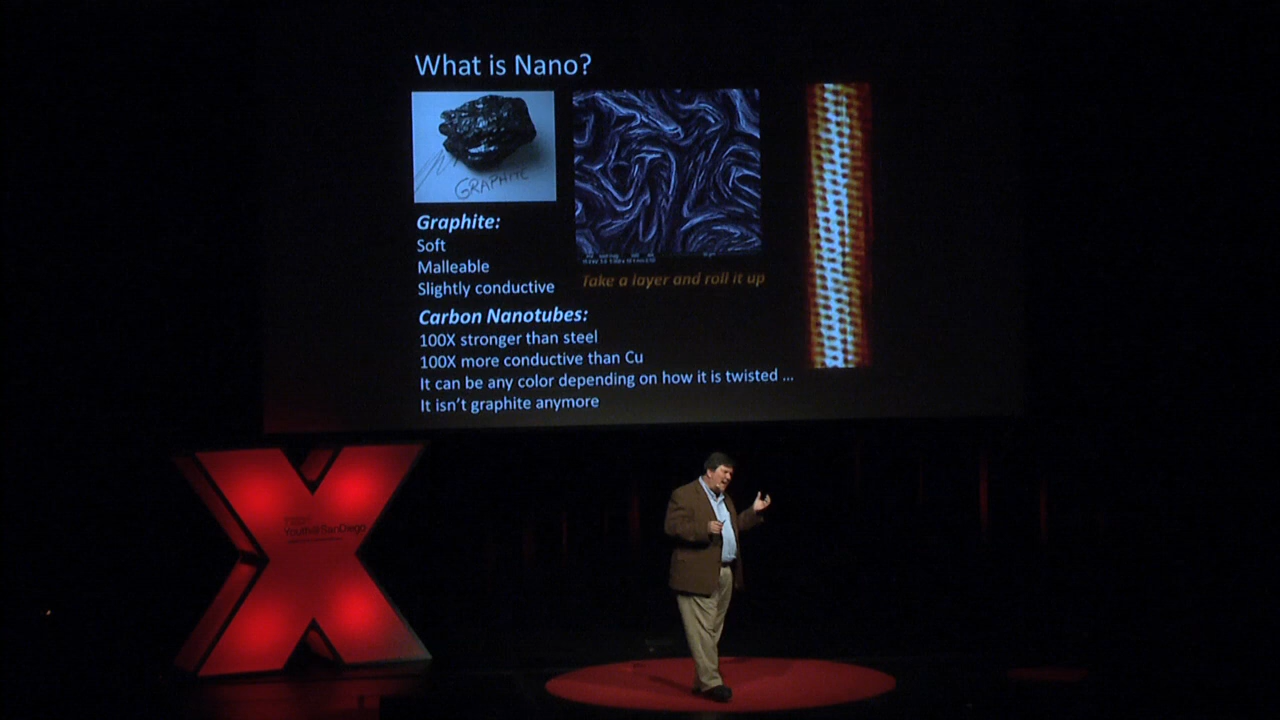 What is Nano?
GRAPHITE
Graphite:
Soft
Malleable
Slightly conductive
Take a layer and roll it up
Carbon Nanotubes:
100X stronger than steel
100X more conductive than Cu
It can be any color depending on how it is twisted ...
It isn't graphite anymore
Youth@SanDiego